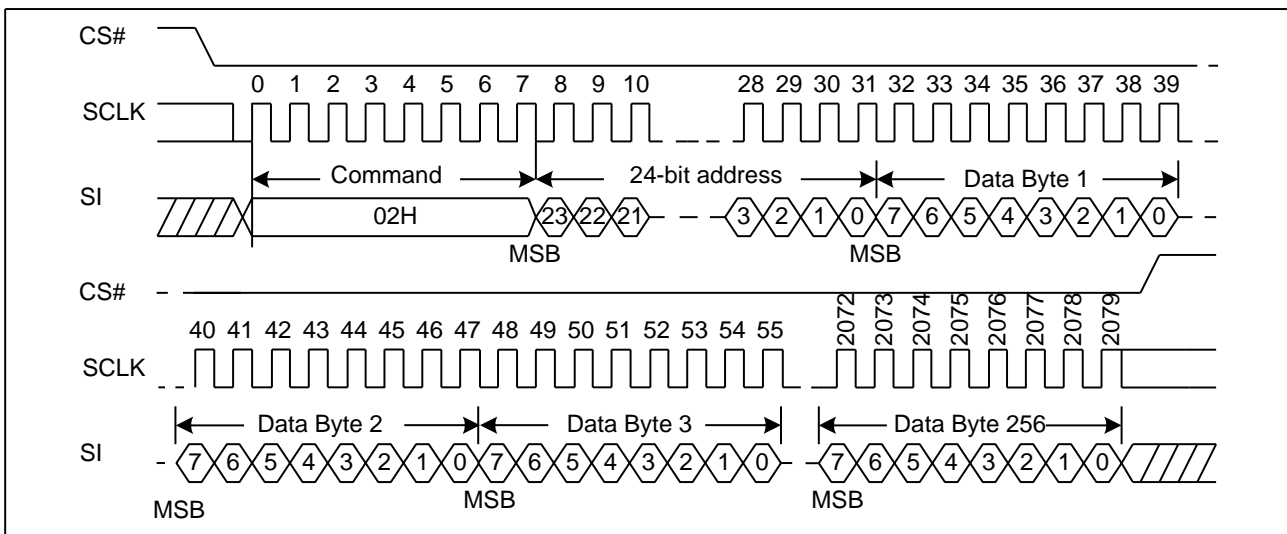 CS#
0 1 2 3 4 5 6 7 8 9 10 28 29 30 31 32 33 34 35 36 37 38 39
SCLK
Command 24-bit address Data Byte 1
SI
02H 23 22 21 3 2 1 0 7 6 5 4 3 2 1 0
MSB MSB
CS#
2072 2073 2074 2075 2076 2077 2078 2079
40 41 42 43 44 45 46 47 48 49 50 51 52 53 54 55
SCLK
Data Byte 2 Data Byte 3 Data Byte 256
SI
7 6 5 4 3 2 1 0 7 6 5 4 3 2 1 0 7 6 5 4 3 2 1 0
MSB MSB MSB